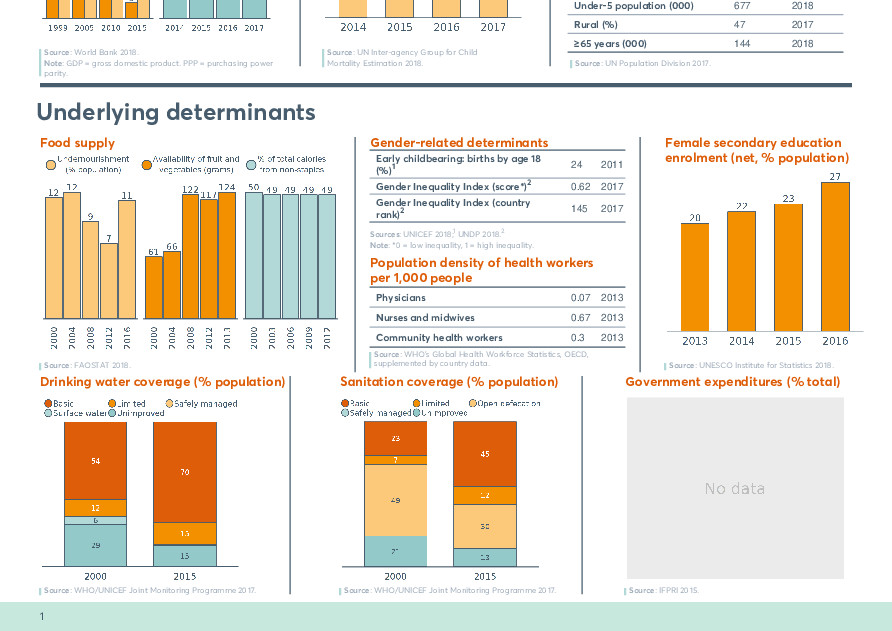 1999 2005 2010 2015
2014 2015 2016 2017
Source: World Bank 2018.
Note: GDP = gross domestic product. PPP = purchasing power
parity.
2014 2015 2016 2017
Source: UN Inter-agency Group for Child
Mortality Estimation 2018.
Under-5 population (000) 677 2018
Rural (%) 47 2017
≥65 years (000) 144 2018
Source: UN Population Division 2017.
Underlying determinants
Food supply
Undernourishment
(% population)
Availability of fruit and
vegetables (grams)
% of total calories
from non-staples
12 12 9 7 11
61 66 122 117 124
50 49 49 49 49
2000 2004 2008 2012 2016
2000 2004 2008 2012
2000 2006 2009 2012
Source: FAOSTAT 2018.
Gender-related determinants
Early childbearing: births by age 18
(%)1 24 2011
Gender Inequality Index (score*)2 0.62 2017
Gender Inequality Index (country
rank)2 145 2017
Sources: UNICEF 2018,1 UNDP 2018.2
Note: *0 = low inequality, 1 = high inequality.
Population density of health workers
per 1,000 people
Physicians 0.07 2013
Nurses and midwives 0.67 2013
Community health workers 0.3 2013
Source: WHO's Global Health Workforce Statistics, OECD,
supplemented by country data.
Female secondary education
enrolment (net, % population)
20 22 23 27
2013 2014 2015 2016
Source: UNESCO Institute for Statistics 2018.
Drinking water coverage (% population)
Basic Limited Safely managed
Surface water Unimproved
54 12 6 29
70 15
2000 2015
Source: WHO/UNICEF Joint Monitoring Programme 2017.
Sanitation coverage (% population)
Basic Limited Open defecation
Safely managed Unimproved
23 7 49 21
45 12 30 13
2000 2015
Source: WHO/UNICEF Joint Monitoring Programme 2017.
Government expenditures (% total)
No data
Source: IFPRI 2015.
1